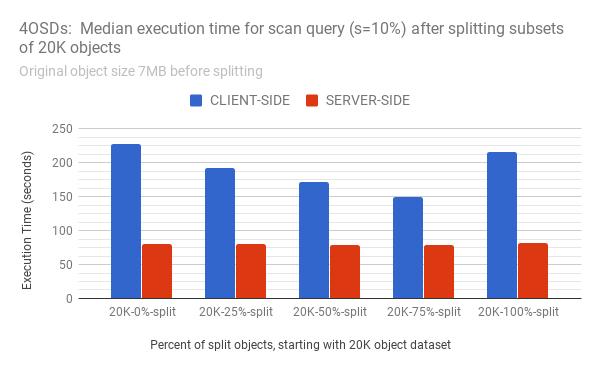 4OSDs:  Median execution time for scan query (s=10%) after splitting subsets
of 20K objects
Original object size 7MB before splitting
CLIENT-SIDE
SERVER-SIDE
Execution Time (seconds)
250
200
150
100
50
0
20K-0%-split
20K-25%-split
20K-50%-split
20K-75%-split
20K-100%-split
Percent of split objects, starting with 20K object dataset